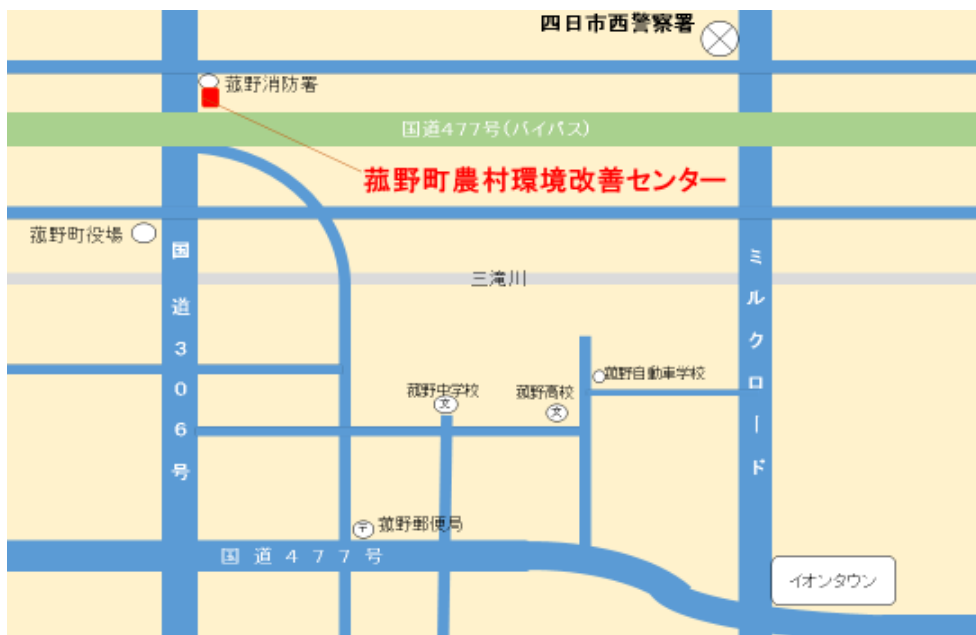 四日市西警察署
菰野消防署
国道477号(バイパス)
菰野町農村環境改善センター
菰野町役場
国道306号
三滝川
ミルクロード
菰野自動車学校
菰野中学校
菰野高校
文
文
〒
菰野郵便局
国道477号
イオンタウン